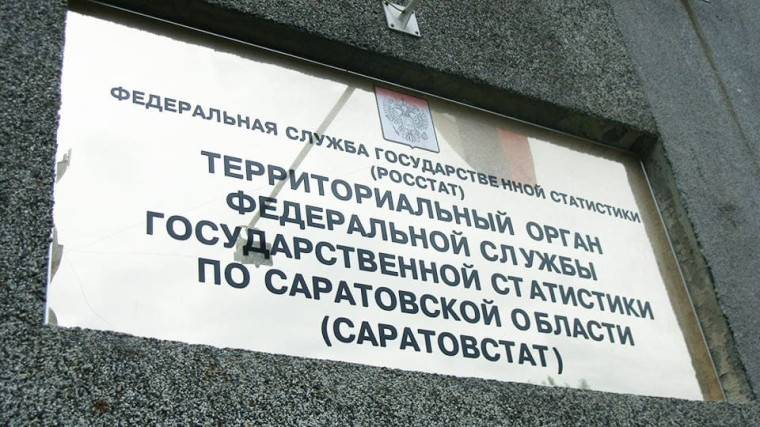 ФЕДЕРАЛЬНАЯ СЛУЖБА ГОСУДАРСТВЕННОЙ СТАТИСТИКИ
(РОССТАТ)
ТЕРРИТОРИАЛЬНЫЙ ОРГАН
ФЕДЕРАЛЬНОЙ СЛУЖБЫ
ГОСУДАРСТВЕННОЙ СТАТИСТИКИ
ПО САРАТОВСКОЙ ОБЛАСТИ
(САРАТОВСТАТ)